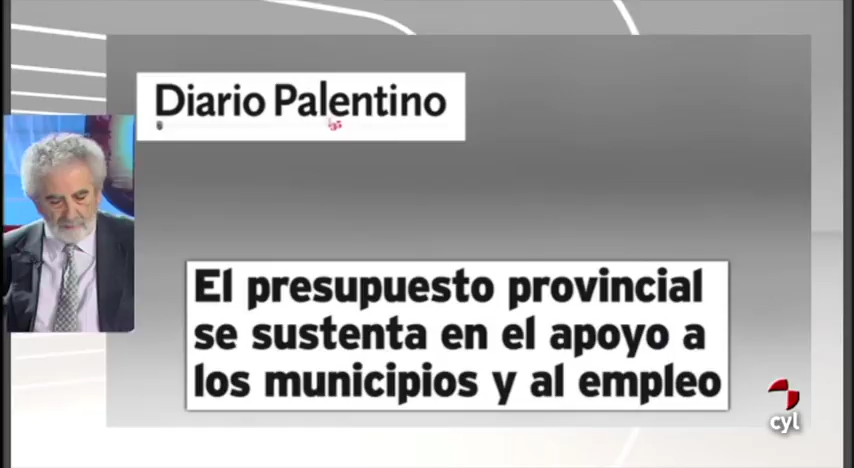 Diario Palentino
El presupuesto provincial
se sustenta en el apoyo a
los municipios y al empleo
cyl